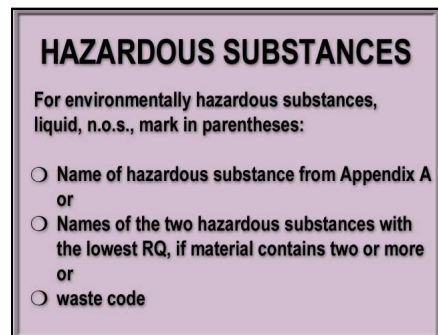 HAZARDOUS SUBSTANCES
For environmentally hazardous substances,
liquid, n.o.s., mark in parentheses:
❍ Name of hazardous substance from Appendix A
or
❍ Names of the two hazardous substances with
the lowest RQ, if material contains two or more
or
❍ waste code